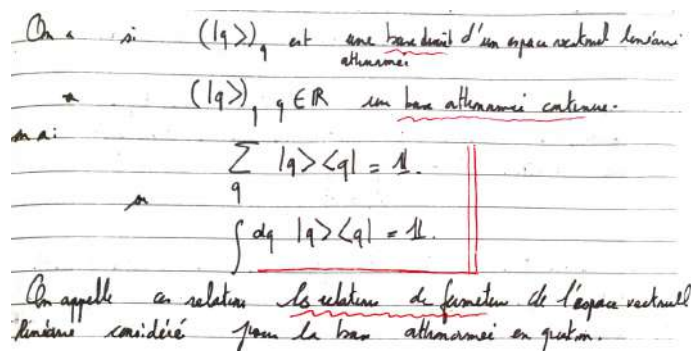 On a si (|q>)q est une base discrèt d'un espace vectoriel linéaire
orthonormée
ou (|q>)q q ∈ ℝ une base orthonormée continue.
on a:
∑q |q><q| = 𝟙.
ou
∫ dq |q><q| = 𝟙.
On appelle ces relations les relations de fermeture de l'espace vectoriel
linéaire considéré pour la base orthonormée en question.